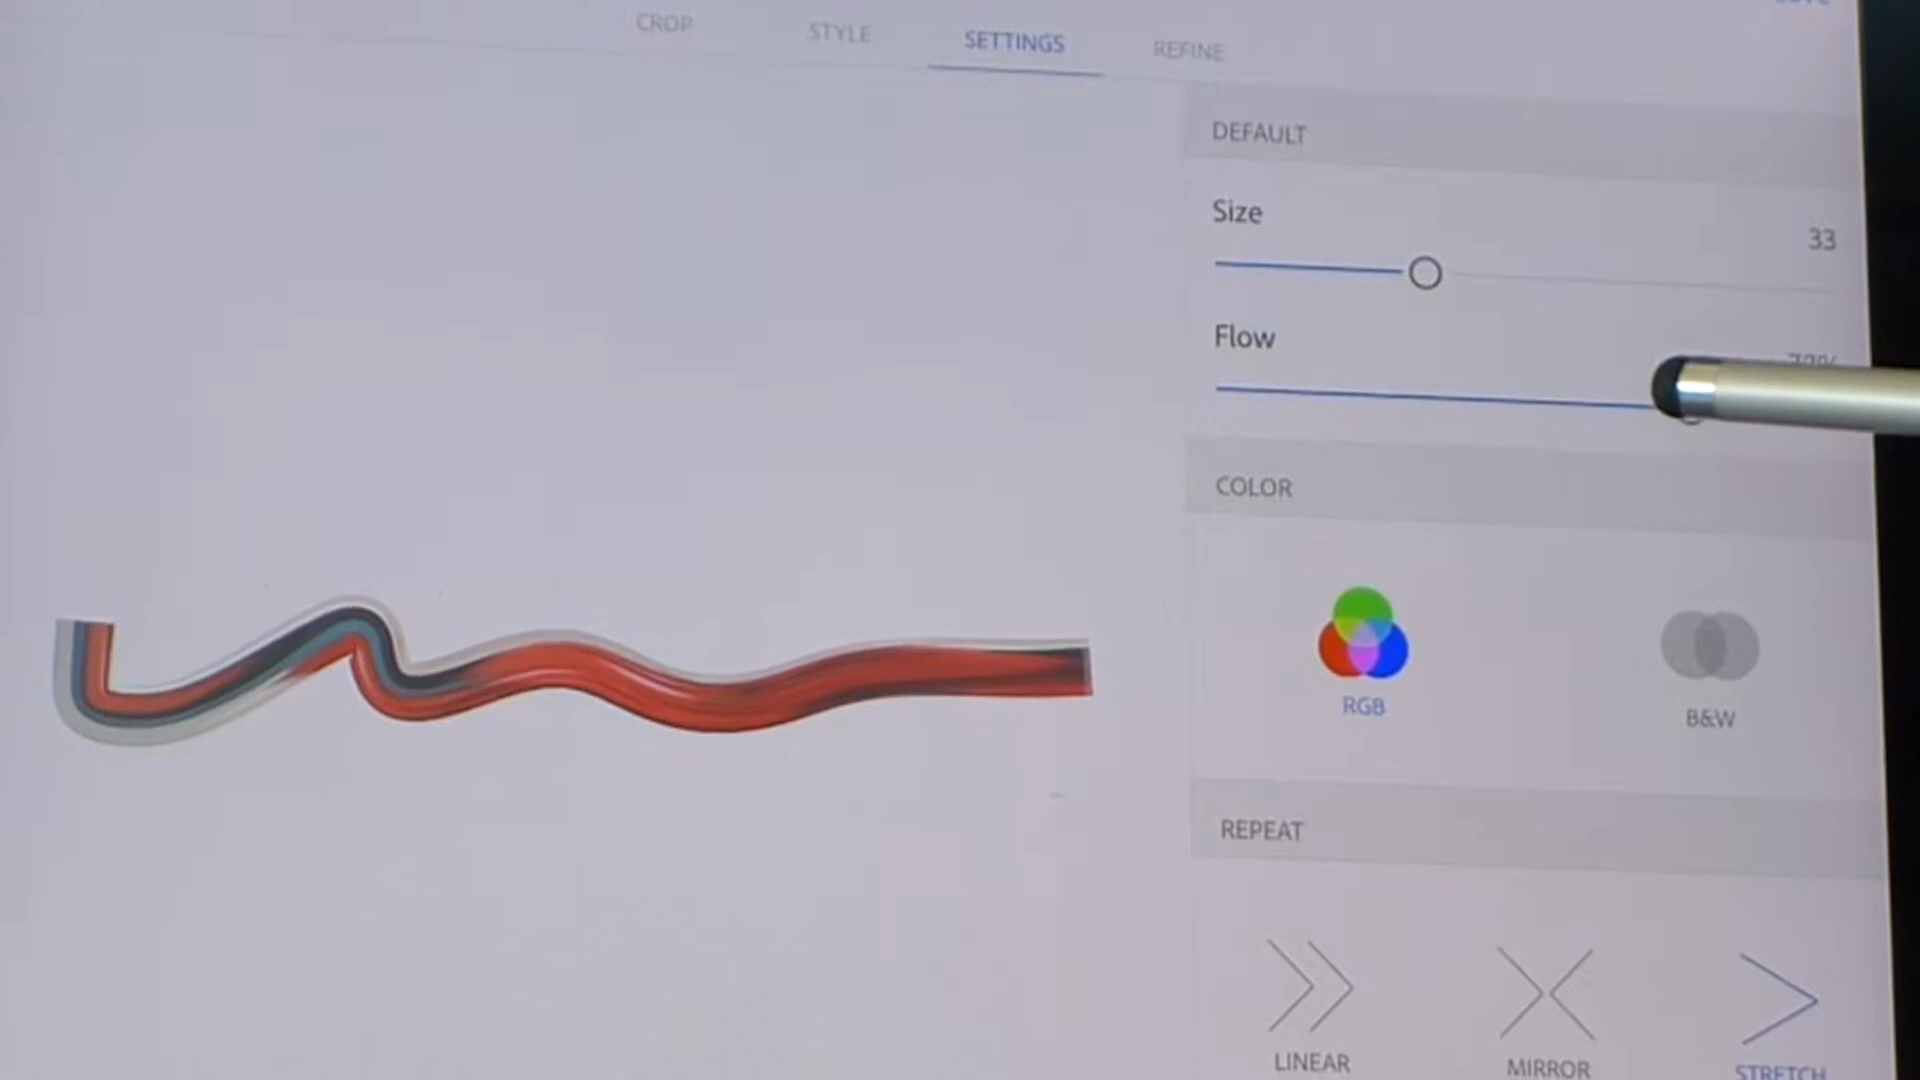 CROP
STYLE
SETTINGS
REFINE
DEFAULT
Size
33
Flow
COLOR
RGB
B&W
REPEAT
LINEAR
MIRROR
STRETCH